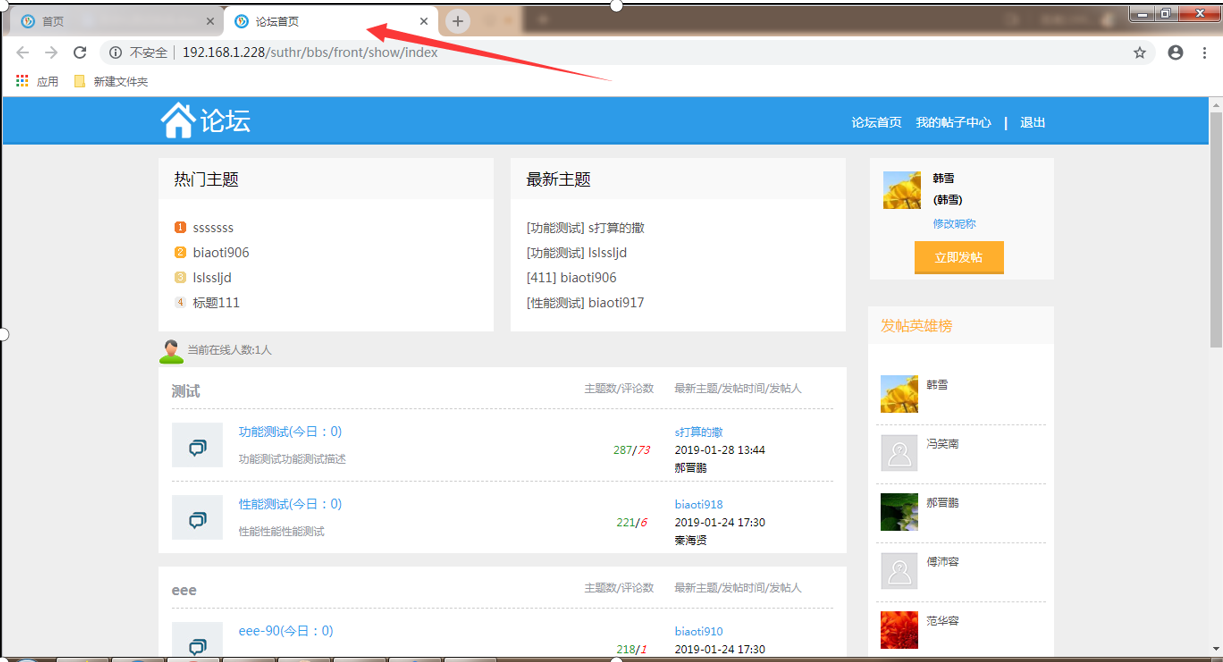 首页
论坛首页
不安全 192.168.1.228/suthr/bbs/front/show/index
应用 新建文件夹
论坛
论坛首页 我的帖子中心 | 退出
热门主题
1 sssssss
2 biaoti906
3 lslssljd
4 标题111
最新主题
[功能测试] s打算的撒
[功能测试] lslssljd
[411] biaoti906
[性能测试] biaoti917
韩雪
(韩雪)
修改昵称
立即发帖
当前在线人数:1人
测试 主题数/评论数 最新主题/发帖时间/发帖人
功能测试(今日：0)
功能测试功能测试描述
287/73
s打算的撒
2019-01-28 13:44
郝晋鹏
性能测试(今日：0)
性能性能性能测试
221/6
biaoti918
2019-01-24 17:30
秦海贤
eee 主题数/评论数 最新主题/发帖时间/发帖人
eee-90(今日：0)
218/1
biaoti910
2019-01-24 17:30
发帖英雄榜
韩雪
冯笑南
郝晋鹏
傅沛容
范华容